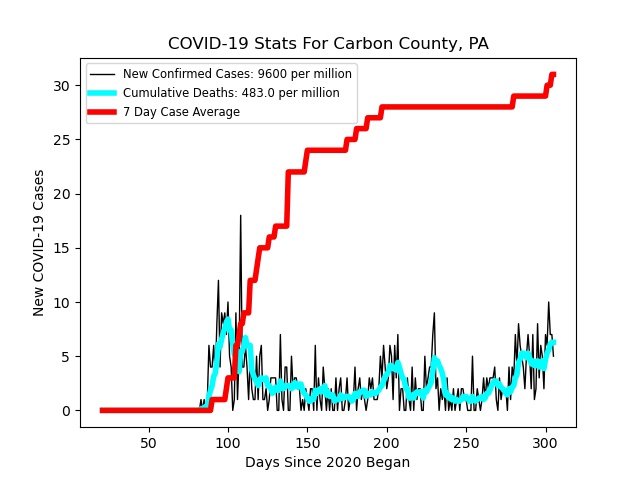 COVID-19 Stats For Carbon County, PA
New Confirmed Cases: 9600 per million
Cumulative Deaths: 483.0 per million
7 Day Case Average
30
25
20
15
10
5
0
New COVID-19 Cases
50 100 150 200 250 300
Days Since 2020 Began